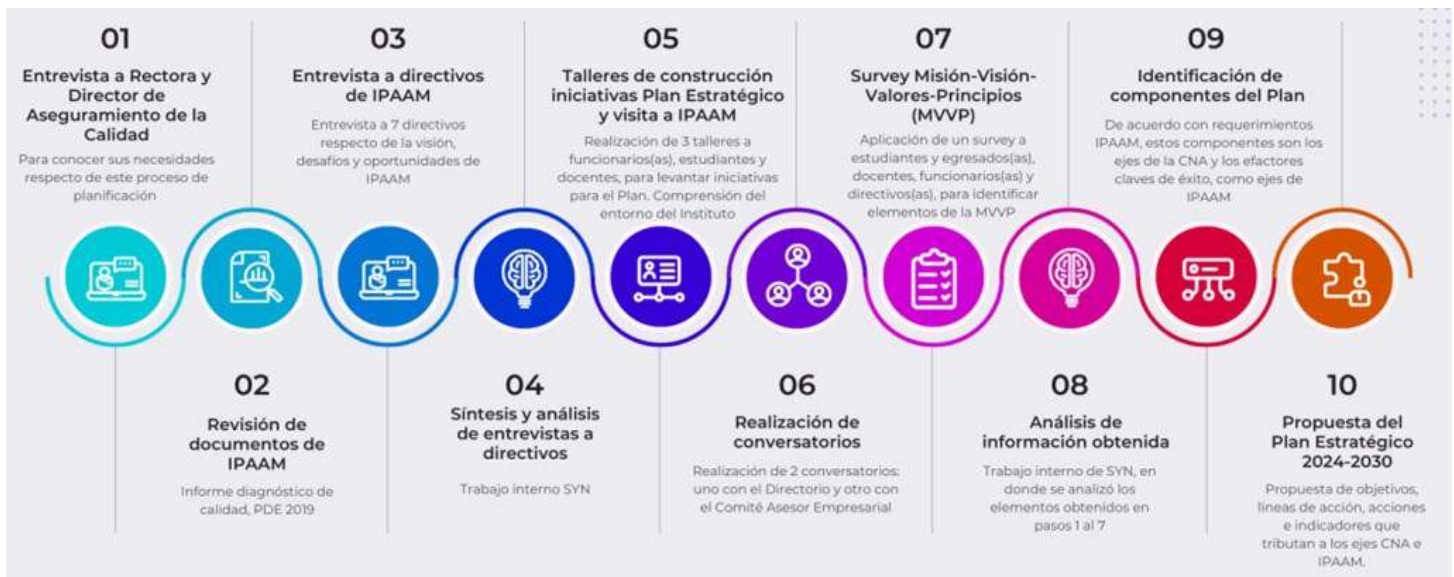 01
Entrevista a Rectora y
Director de
Aseguramiento de la
Calidad
Para conocer sus necesidades
respecto de este proceso de
planificación
02
Revisión de
documentos de
IPAAM
Informe diagnóstico de
calidad, PDE 2019
03
Entrevista a directivos
de IPAAM
Entrevista a 7 directivos
respecto de la visión,
desafíos y oportunidades de
IPAAM
04
Síntesis y análisis
de entrevistas a
directivos
Trabajo interno SYN
05
Talleres de construcción
iniciativas Plan Estratégico
y visita a IPAAM
Realización de 3 talleres a
funcionarios(as), estudiantes y
docentes, para levantar iniciativas
para el Plan. Comprensión del
entorno del Instituto
06
Realización de
conversatorios
Realización de 2 conversatorios:
uno con el Directorio y otro con
el Comité Asesor Empresarial
07
Survey Misión-Visión-
Valores-Principios
(MVVP)
Aplicación de un survey a
estudiantes y egresados(as),
docentes, funcionarios(as) y
directivos(as), para identificar
elementos de la MVVP
08
Análisis de
información obtenida
Trabajo interno de SYN, en
donde se analizó los
elementos obtenidos en
pasos 1 al 7
09
Identificación de
componentes del Plan
De acuerdo con requerimientos
IPAAM, estos componentes son los
ejes de la CNA y los efactores
claves de éxito, como ejes de
IPAAM
10
Propuesta del
Plan Estratégico
2024-2030
Propuesta de objetivos,
líneas de acción, acciones
e indicadores que
tributan a los ejes CNA e
IPAAM.